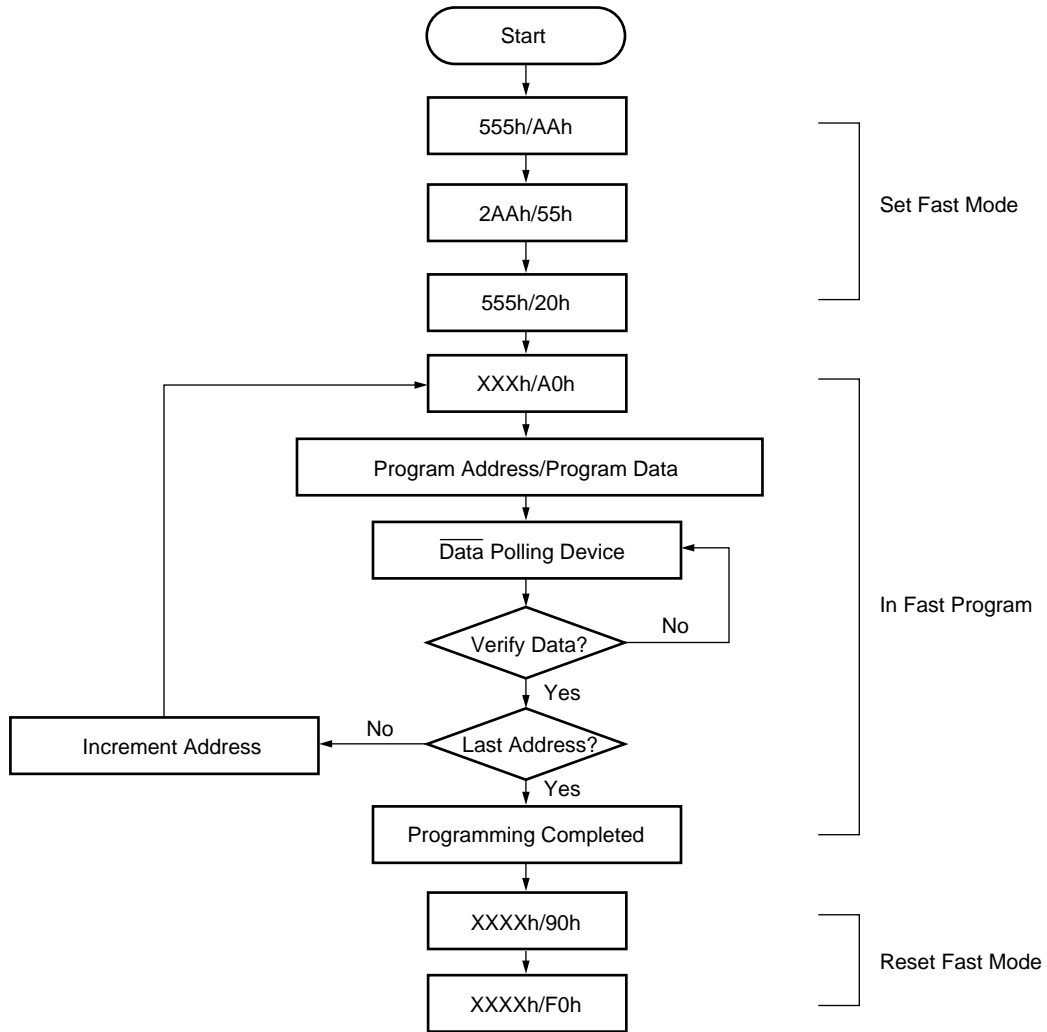 Start
555h/AAh
2AAh/55h
Set Fast Mode
555h/20h
XXXh/A0h
Program Address/Program Data
Data Polling Device
In Fast Program
Verify Data?
No
Yes
Increment Address
No
Last Address?
Yes
Programming Completed
XXXXh/90h
Reset Fast Mode
XXXXh/F0h